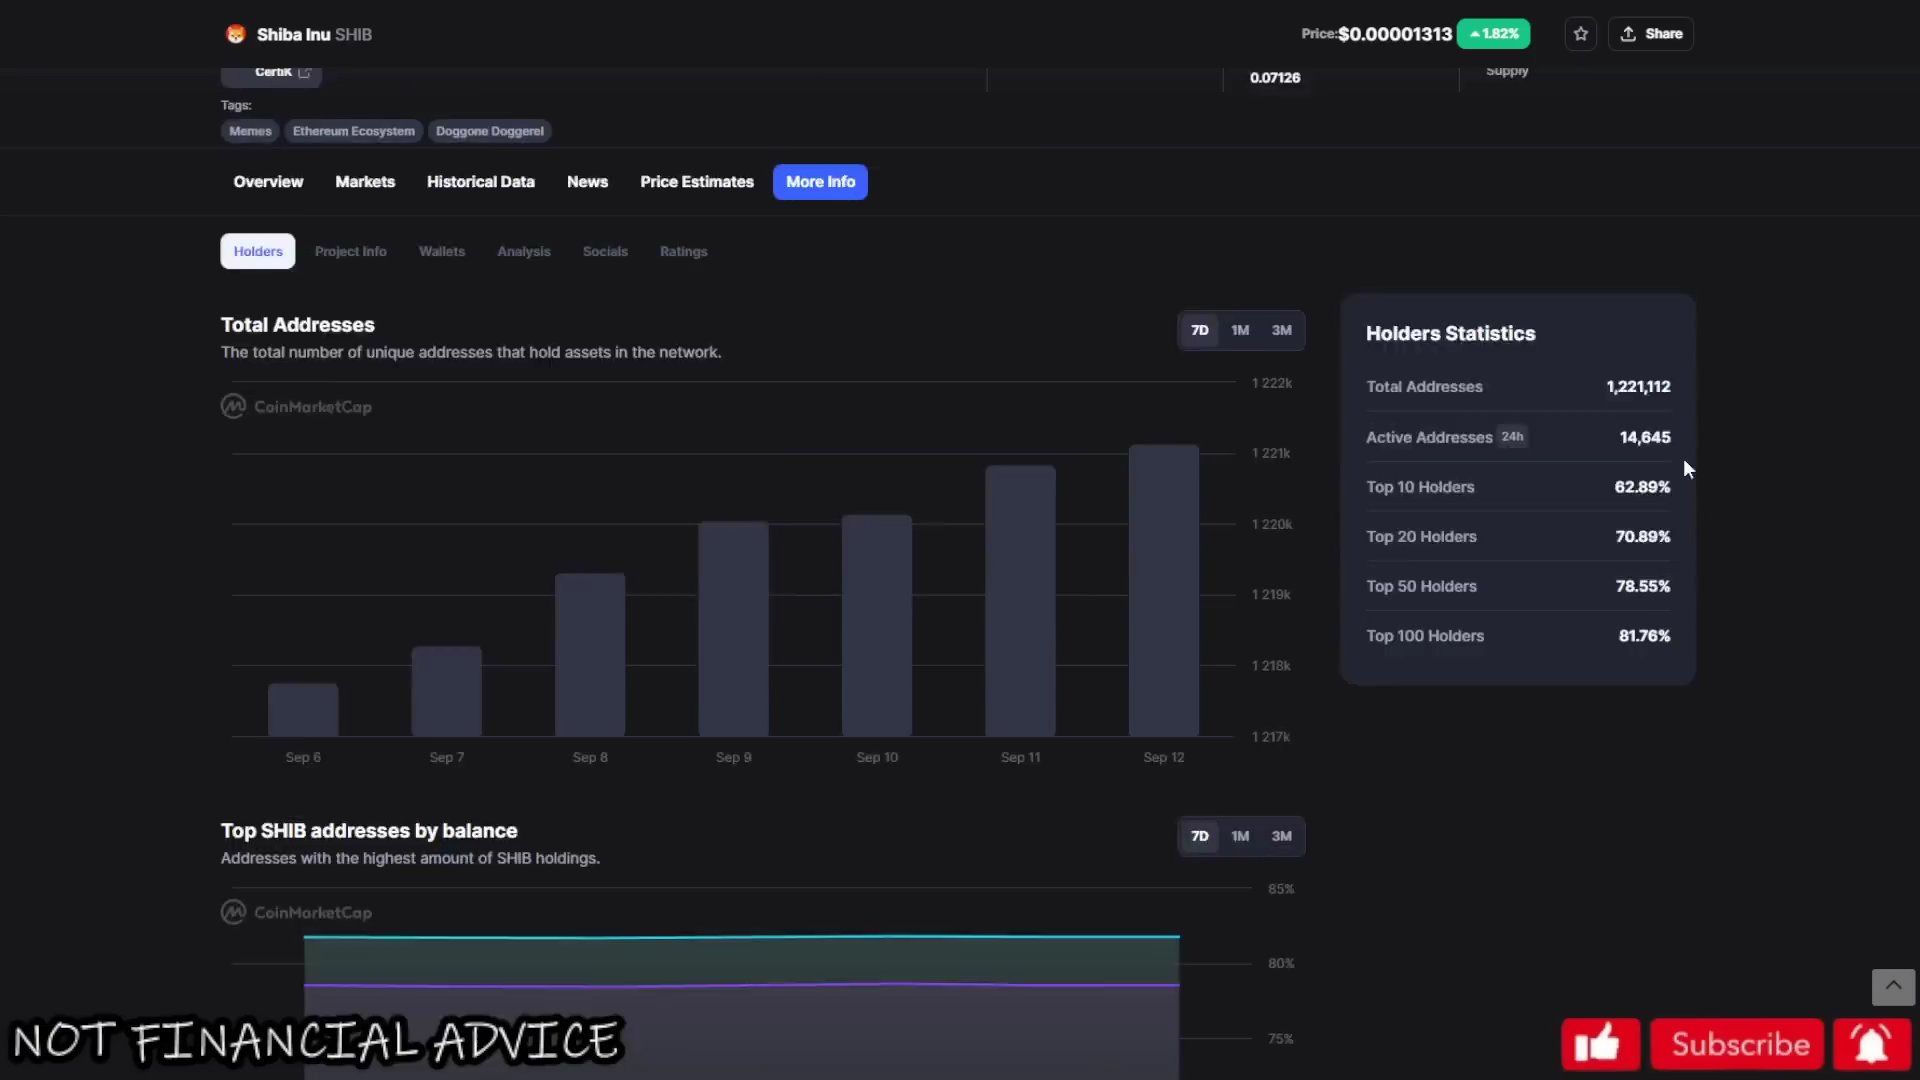 Shiba Inu SHIB
Price:$0.00001313 1.82% Share
CertiK
0.07126
Supply
Tags:
Memes Ethereum Ecosystem Doggone Doggerel
Overview Markets Historical Data News Price Estimates More Info
Holders Project Info Wallets Analysis Socials Ratings
Total Addresses
The total number of unique addresses that hold assets in the network.
7D 1M 3M
CoinMarketCap
1 222k
1 221k
1 220k
1 219k
1 218k
1 217k
Sep 6 Sep 7 Sep 8 Sep 9 Sep 10 Sep 11 Sep 12
Holders Statistics
Total Addresses 1,221,112
Active Addresses 24h 14,645
Top 10 Holders 62.89%
Top 20 Holders 70.89%
Top 50 Holders 78.55%
Top 100 Holders 81.76%
Top SHIB addresses by balance
Addresses with the highest amount of SHIB holdings.
7D 1M 3M
CoinMarketCap
85%
80%
75%
NOT FINANCIAL ADVICE
Subscribe